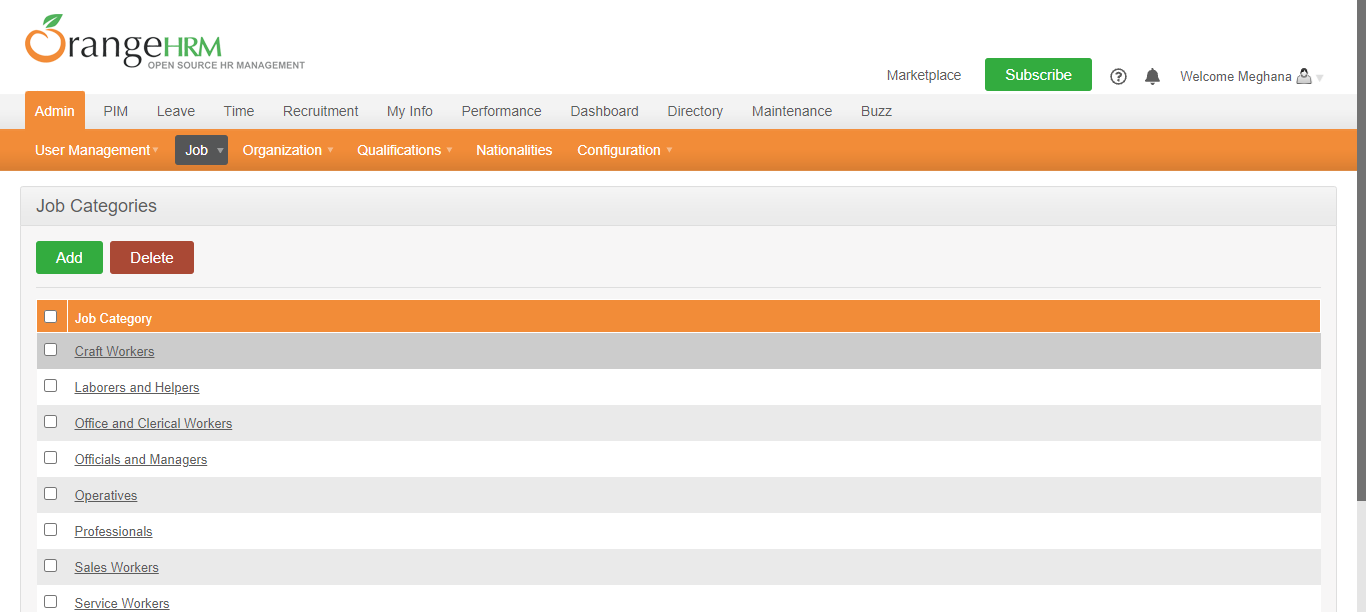 OrangeHRM
OPEN SOURCE HR MANAGEMENT
Marketplace Subscribe Welcome Meghana
Admin PIM Leave Time Recruitment My Info Performance Dashboard Directory Maintenance Buzz
User Management Job Organization Qualifications Nationalities Configuration
Job Categories
Add Delete
Job Category
Craft Workers
Laborers and Helpers
Office and Clerical Workers
Officials and Managers
Operatives
Professionals
Sales Workers
Service Workers